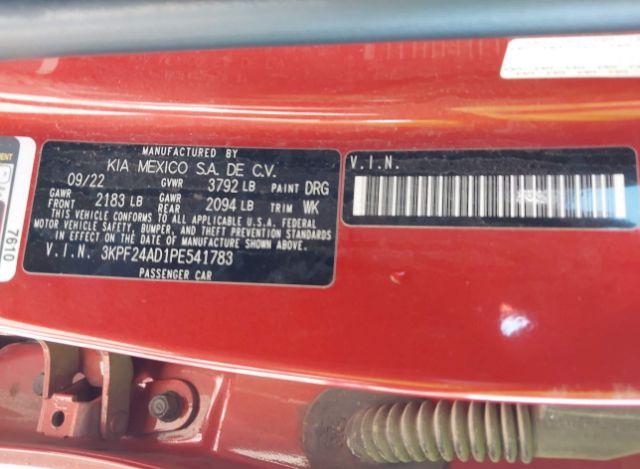 MANUFACTURED BY
KIA MEXICO S.A. DE C.V.
09/22 GVWR 3792 LB PAINT DRG
GAWR FRONT 2183 LB GAWR REAR 2094 LB TRIM WK
THIS VEHICLE CONFORMS TO ALL APPLICABLE U.S.A. FEDERAL
MOTOR VEHICLE SAFETY, BUMPER, AND THEFT PREVENTION STANDARDS
IN EFFECT ON THE DATE OF MANUFACTURE SHOWN ABOVE.
V.I.N. 3KPF24AD1PE541783
PASSENGER CAR
V.I.N.
7610